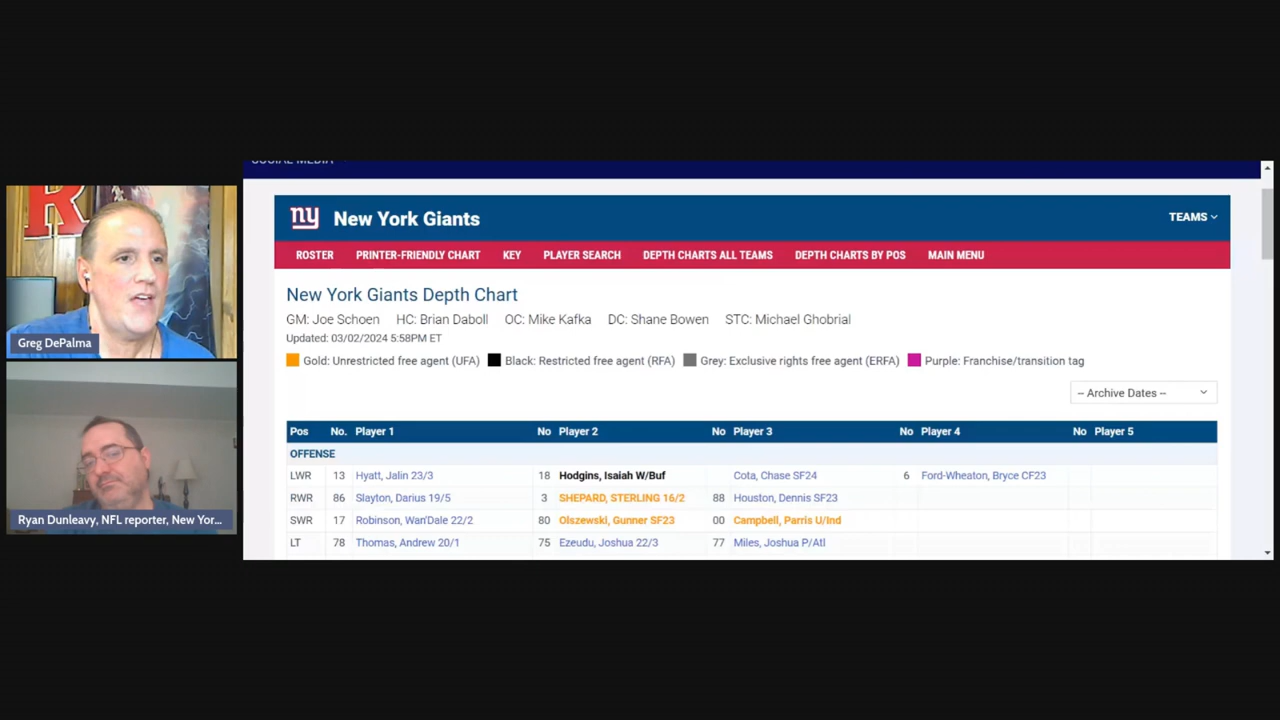 SOCIAL MEDIA
R
Greg DePalma
Ryan Dunleavy, NFL reporter, New Yor...
ny New York Giants
TEAMS
ROSTER PRINTER-FRIENDLY CHART KEY PLAYER SEARCH DEPTH CHARTS ALL TEAMS DEPTH CHARTS BY POS MAIN MENU
New York Giants Depth Chart
GM: Joe Schoen HC: Brian Daboll OC: Mike Kafka DC: Shane Bowen STC: Michael Ghobrial
Updated: 03/02/2024 5:58PM ET
Gold: Unrestricted free agent (UFA) Black: Restricted free agent (RFA) Grey: Exclusive rights free agent (ERFA) Purple: Franchise/transition tag
-- Archive Dates --
Pos No. Player 1 No Player 2 No Player 3 No Player 4 No Player 5
OFFENSE
LWR 13 Hyatt, Jalin 23/3 18 Hodgins, Isaiah W/Buf Cota, Chase SF24 6 Ford-Wheaton, Bryce CF23
RWR 86 Slayton, Darius 19/5 3 SHEPARD, STERLING 16/2 88 Houston, Dennis SF23
SWR 17 Robinson, Wan'Dale 22/2 80 Olszewski, Gunner SF23 00 Campbell, Parris U/Ind
LT 78 Thomas, Andrew 20/1 75 Ezeudu, Joshua 22/3 77 Miles, Joshua P/Atl